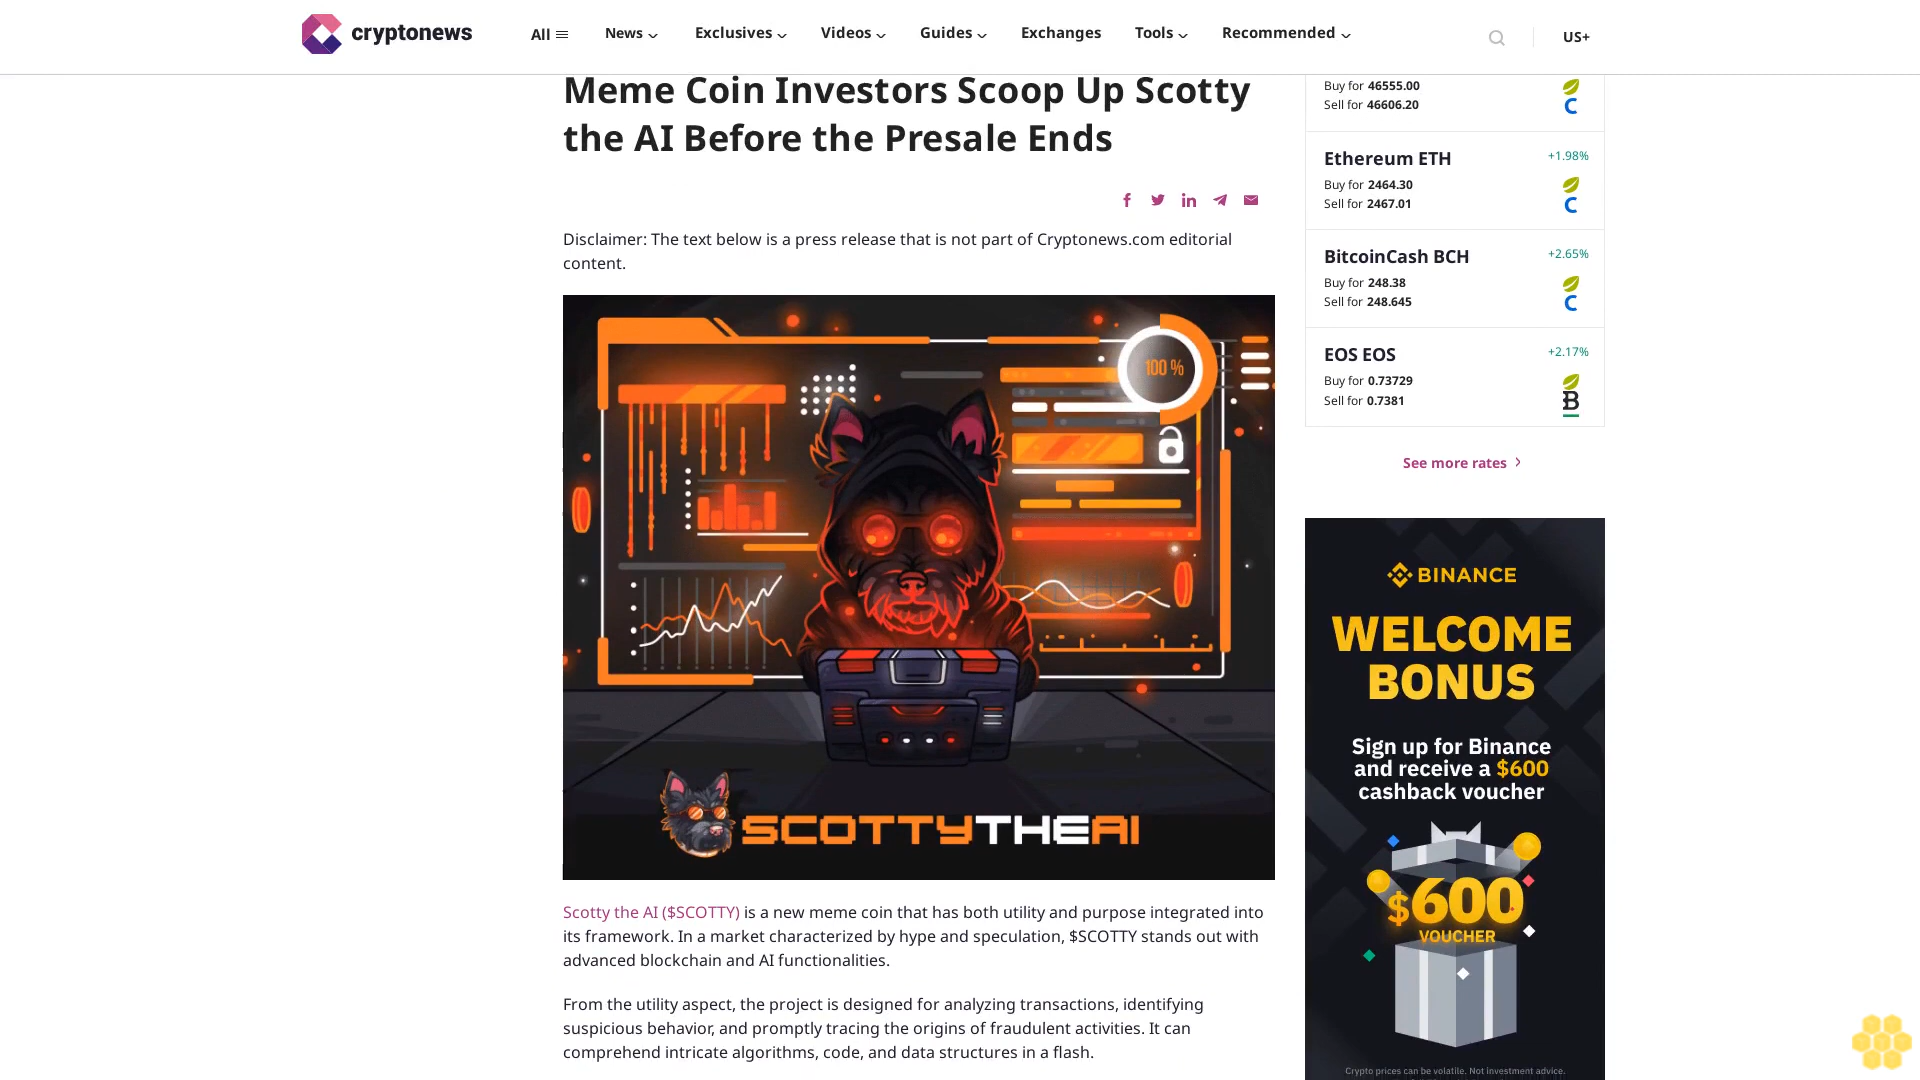 cryptonews
All
News
Exclusives
Videos
Guides
Exchanges
Tools
Recommended
US+
Meme Coin Investors Scoop Up Scotty
the AI Before the Presale Ends
Disclaimer: The text below is a press release that is not part of Cryptonews.com editorial
content.
100 %
SCOTTYTHEAI
Scotty the AI ($SCOTTY) is a new meme coin that has both utility and purpose integrated into
its framework. In a market characterized by hype and speculation, $SCOTTY stands out with
advanced blockchain and AI functionalities.
From the utility aspect, the project is designed for analyzing transactions, identifying
suspicious behavior, and promptly tracing the origins of fraudulent activities. It can
comprehend intricate algorithms, code, and data structures in a flash.
Buy for 46555.00
Sell for 46606.20
Ethereum ETH
+1.98%
Buy for 2464.30
Sell for 2467.01
BitcoinCash BCH
+2.65%
Buy for 248.38
Sell for 248.645
EOS EOS
+2.17%
Buy for 0.73729
Sell for 0.7381
See more rates
BINANCE
WELCOME
BONUS
Sign up for Binance
and receive a $600
cashback voucher
$600
VOUCHER
Crypto prices can be volatile. Not investment advice.